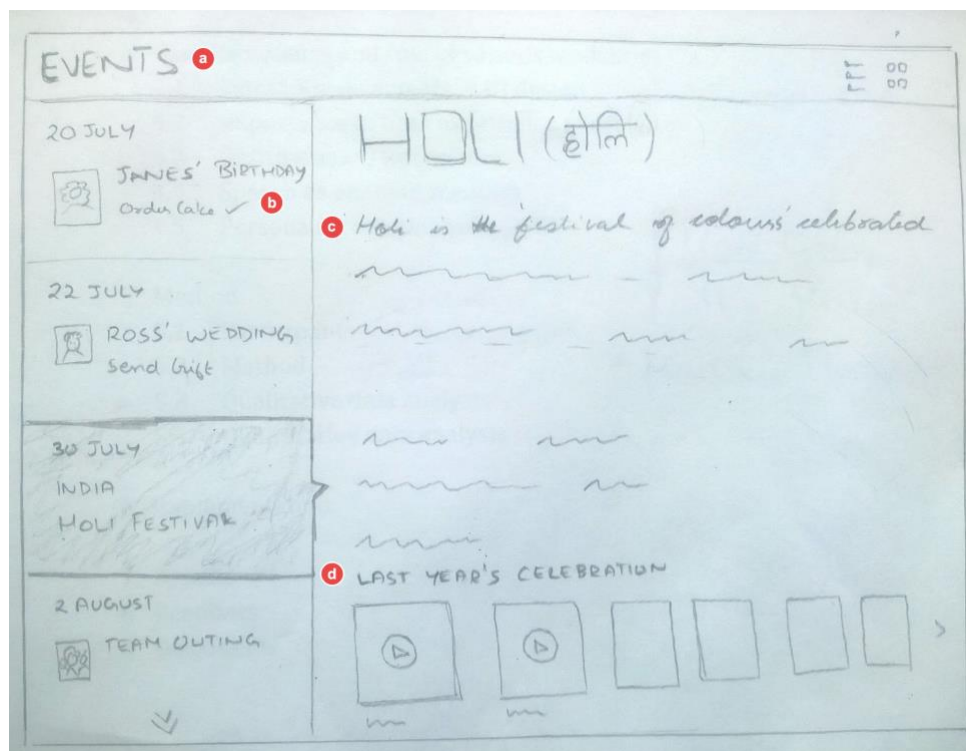 EVENTS a
20 JULY
JANES' BIRTHDAY
Order Cake ✓ b
22 JULY
ROSS' WEDDING
Send Gift
30 JULY
INDIA
HOLI FESTIVAL
2 AUGUST
TEAM OUTING
HOLI (होलि)
c Holi is the festival of colours' celebrated
d LAST YEAR'S CELEBRATION